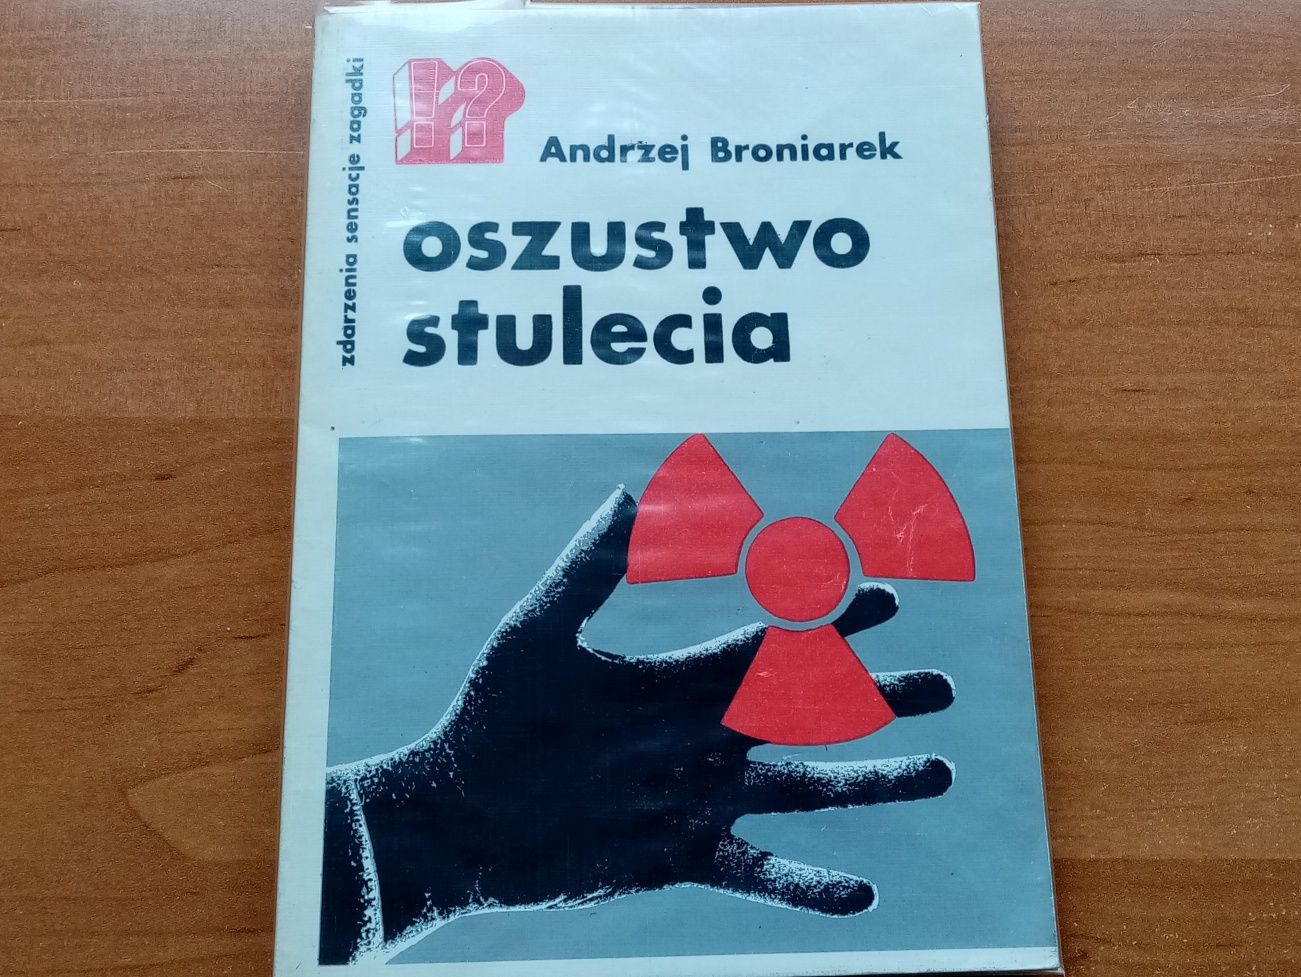 zdarzenia sensacje zagadki
!?
Andrzej Broniarek
oszustwo
stulecia